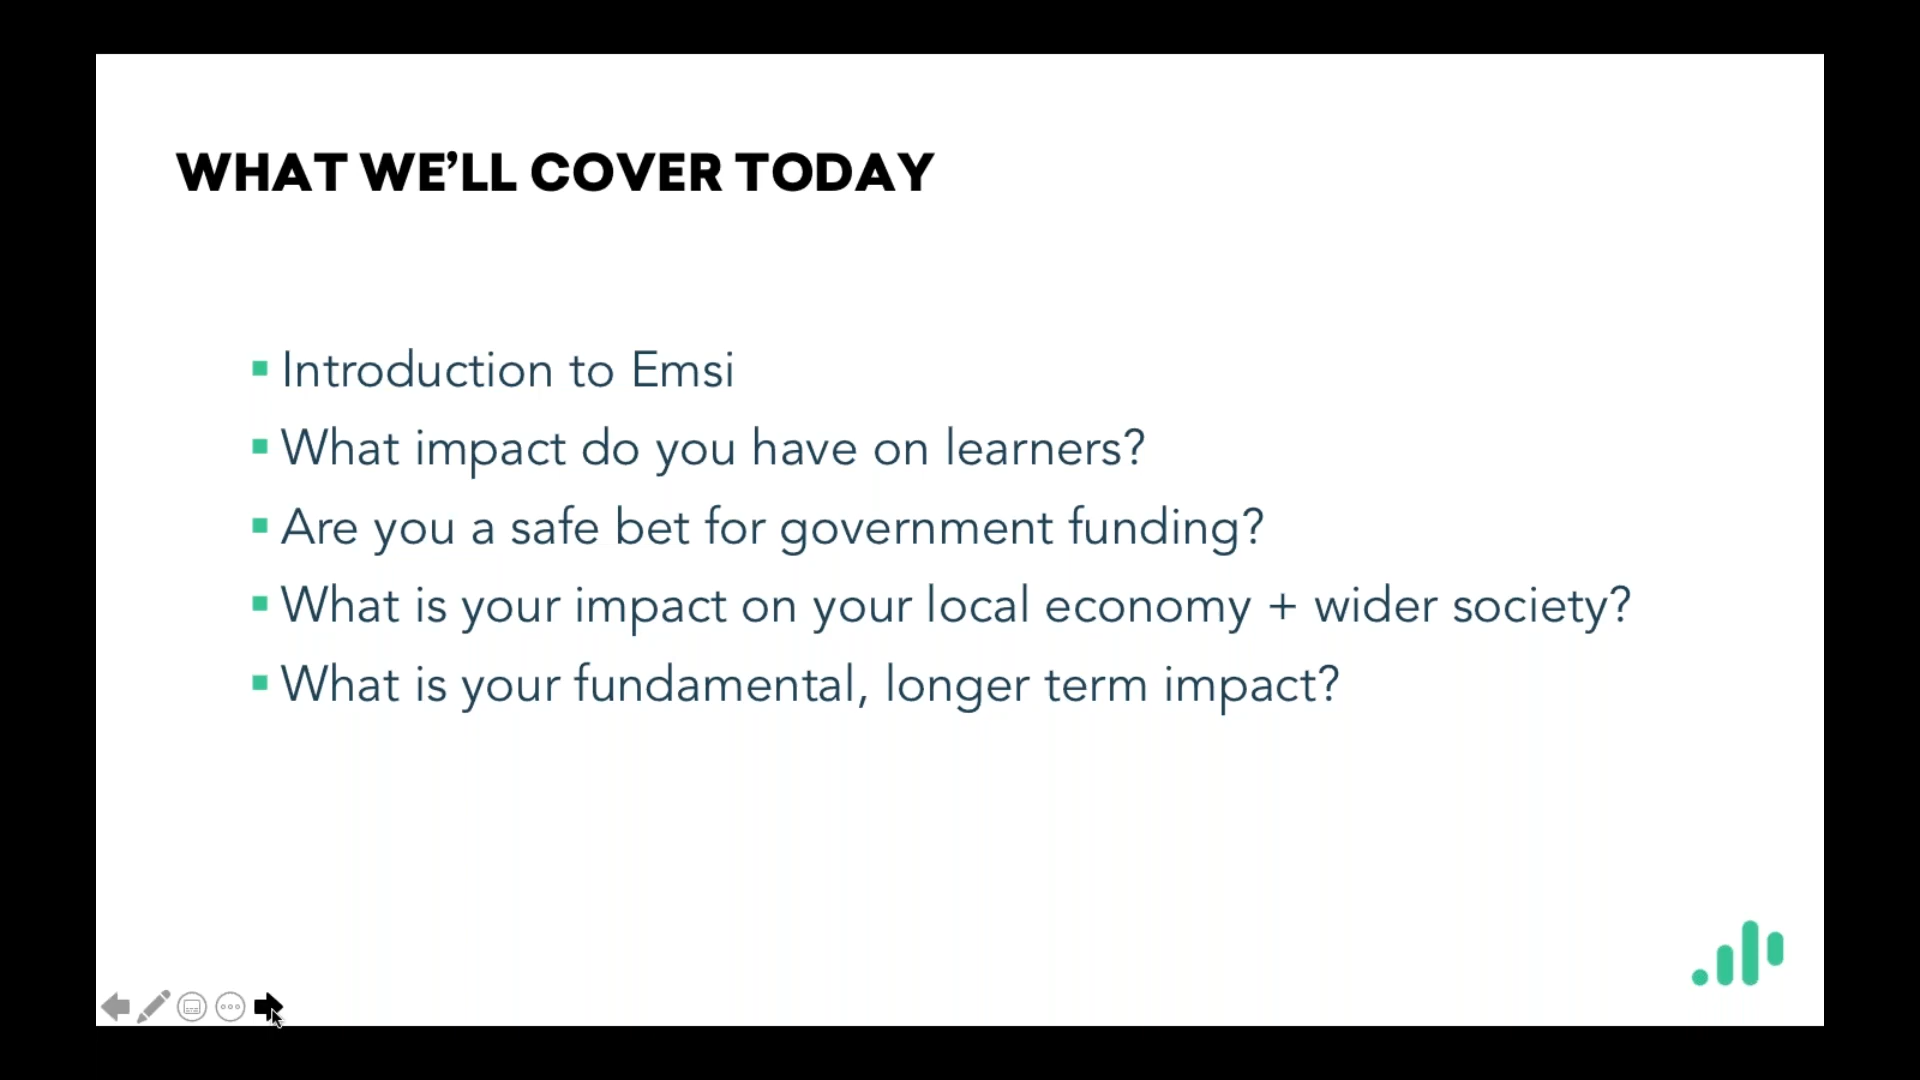 WHAT WE’LL COVER TODAY
Introduction to Emsi
What impact do you have on learners?
Are you a safe bet for government funding?
What is your impact on your local economy + wider society?
What is your fundamental, longer term impact?